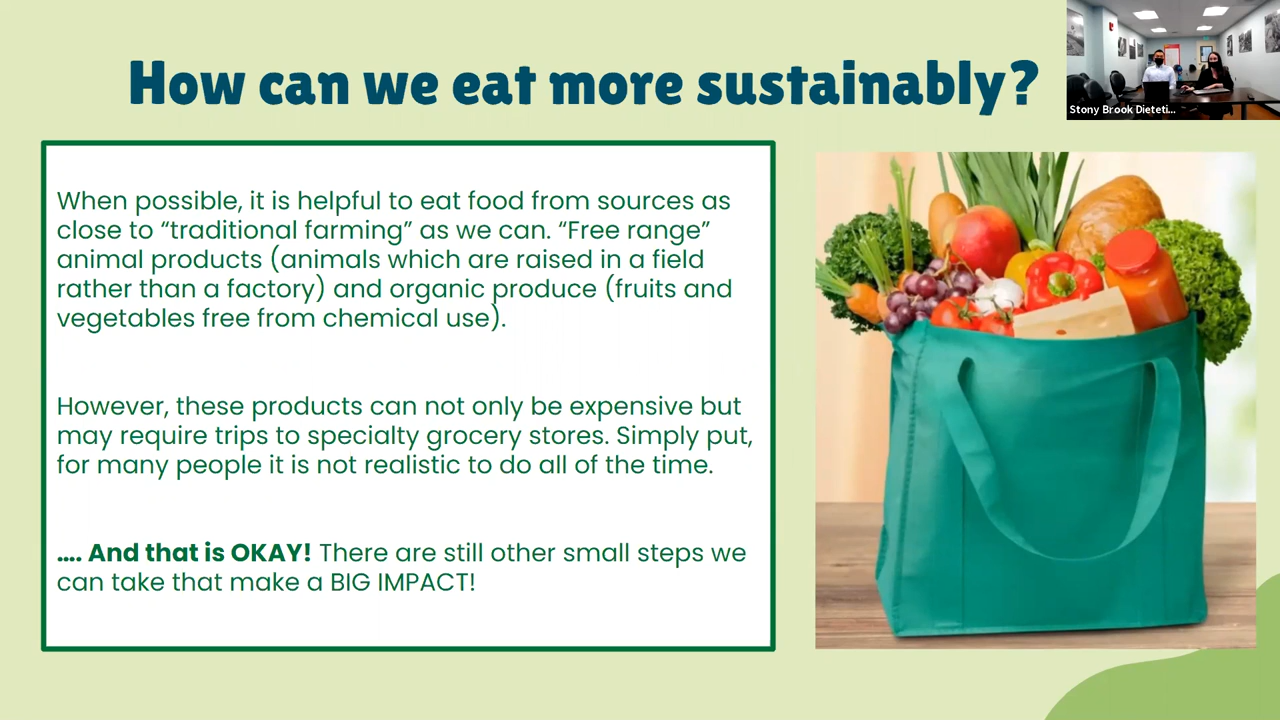 How can we eat more sustainably?
Stony Brook Dieteti...
When possible, it is helpful to eat food from sources as
close to “traditional farming” as we can. “Free range”
animal products (animals which are raised in a field
rather than a factory) and organic produce (fruits and
vegetables free from chemical use).
However, these products can not only be expensive but
may require trips to specialty grocery stores. Simply put,
for many people it is not realistic to do all of the time.
.... And that is OKAY! There are still other small steps we
can take that make a BIG IMPACT!